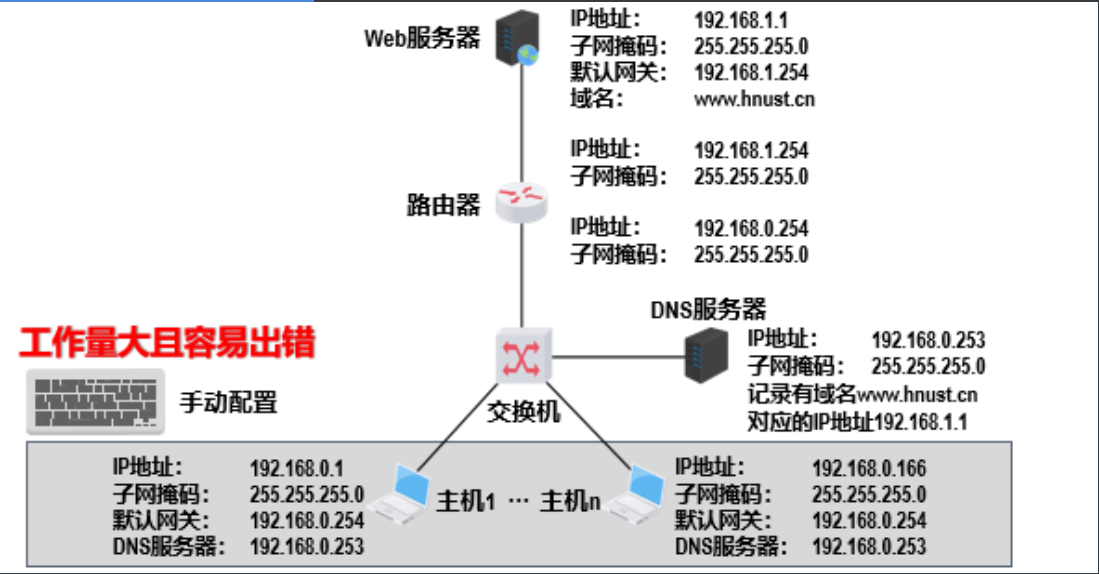 Web服务器
IP地址： 192.168.1.1
子网掩码： 255.255.255.0
默认网关： 192.168.1.254
域名： www.hnust.cn
IP地址： 192.168.1.254
子网掩码： 255.255.255.0
路由器
IP地址： 192.168.0.254
子网掩码： 255.255.255.0
DNS服务器
IP地址： 192.168.0.253
子网掩码： 255.255.255.0
记录有域名www.hnust.cn
对应的IP地址192.168.1.1
工作量大且容易出错
手动配置
交换机
IP地址： 192.168.0.1
子网掩码： 255.255.255.0
默认网关： 192.168.0.254
DNS服务器： 192.168.0.253
主机1 … 主机n
IP地址： 192.168.0.166
子网掩码： 255.255.255.0
默认网关： 192.168.0.254
DNS服务器： 192.168.0.253